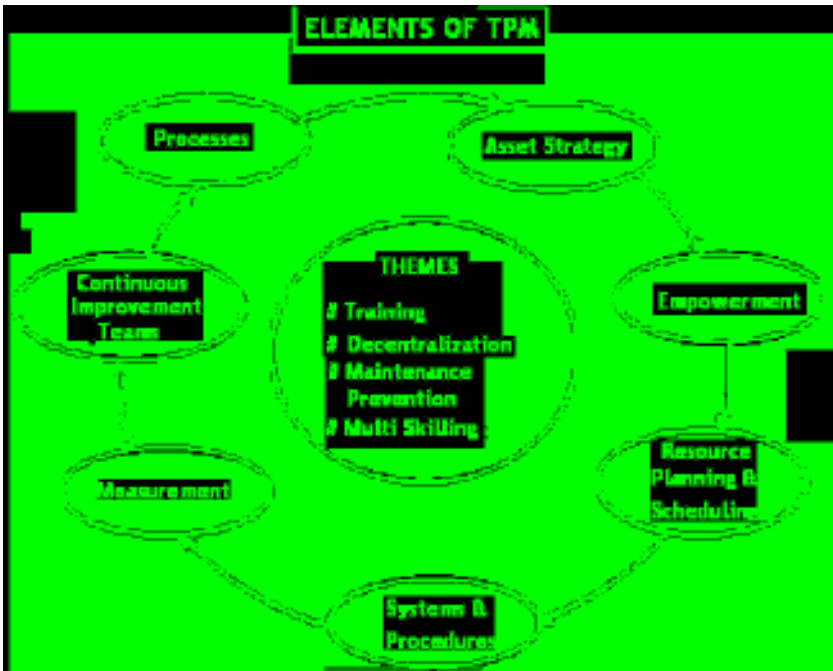 ELEMENTS OF TPM
Processes
Asset Strategy
Continuous
Improvement
Teams
THEMES
# Training
# Decentralization
# Maintenance
Prevention
# Multi Skilling
Empowerment
Measurement
Resource
Planning &
Scheduling
Systems &
Procedures